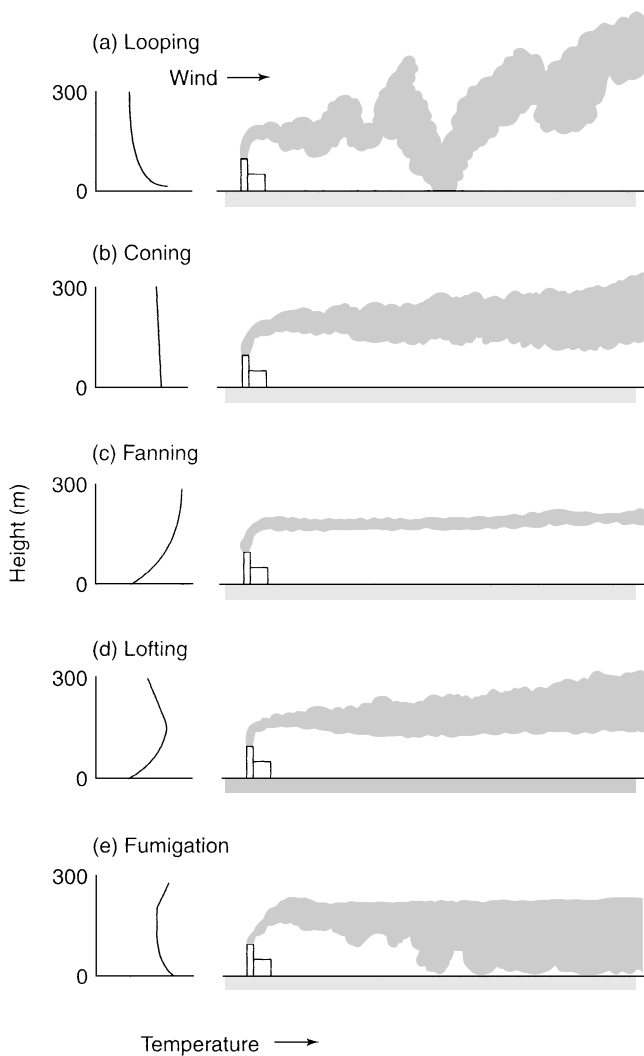 (a) Looping
Wind
300
0
(b) Coning
300
0
(c) Fanning
300
0
Height (m)
(d) Lofting
300
0
(e) Fumigation
300
0
Temperature